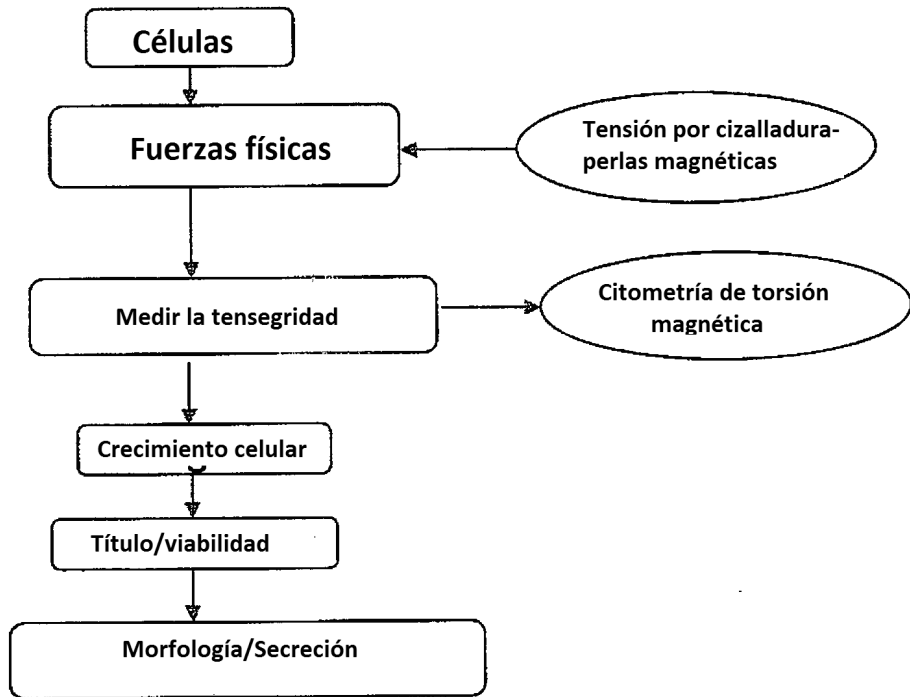 Células
Fuerzas físicas
Tensión por cizalladura-
perlas magnéticas
Medir la tensegridad
Citometría de torsión
magnética
Crecimiento celular
Título/viabilidad
Morfología/Secreción